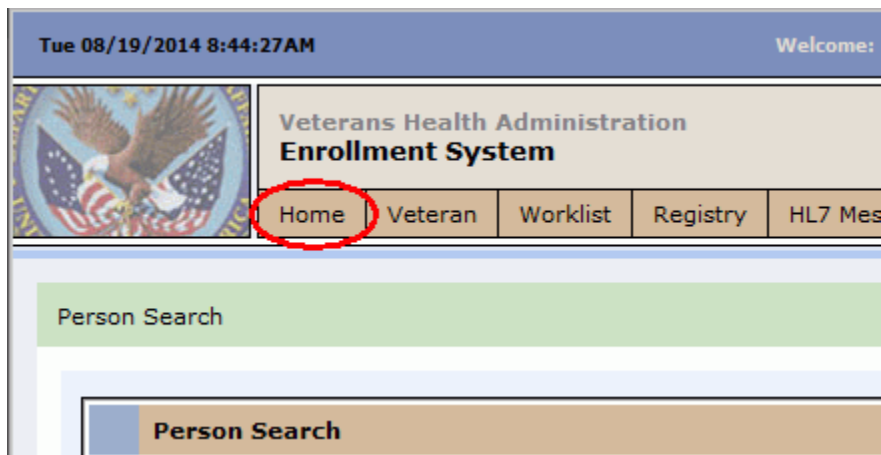 Tue 08/19/2014 8:44:27AM Welcome:
Veterans Health Administration
Enrollment System
Home Veteran Worklist Registry HL7 Mes
Person Search
Person Search